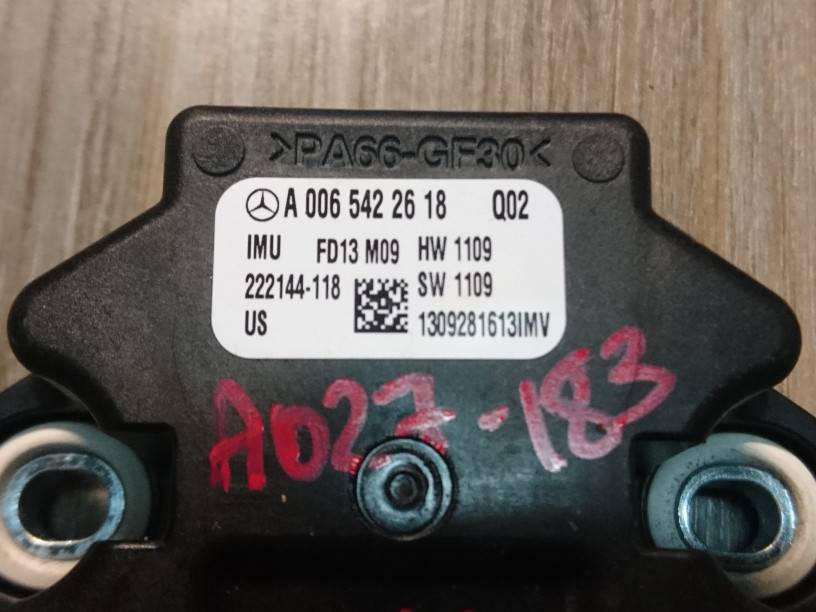 >PA66-GF30<
A 006 542 26 18 Q02
IMU FD13 M09 HW 1109
222144-118 SW 1109
US 1309281613IMV
A027-183